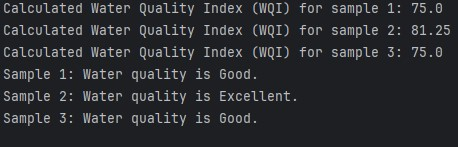 Calculated Water Quality Index (WQI) for sample 1: 75.0
Calculated Water Quality Index (WQI) for sample 2: 81.25
Calculated Water Quality Index (WQI) for sample 3: 75.0
Sample 1: Water quality is Good.
Sample 2: Water quality is Excellent.
Sample 3: Water quality is Good.